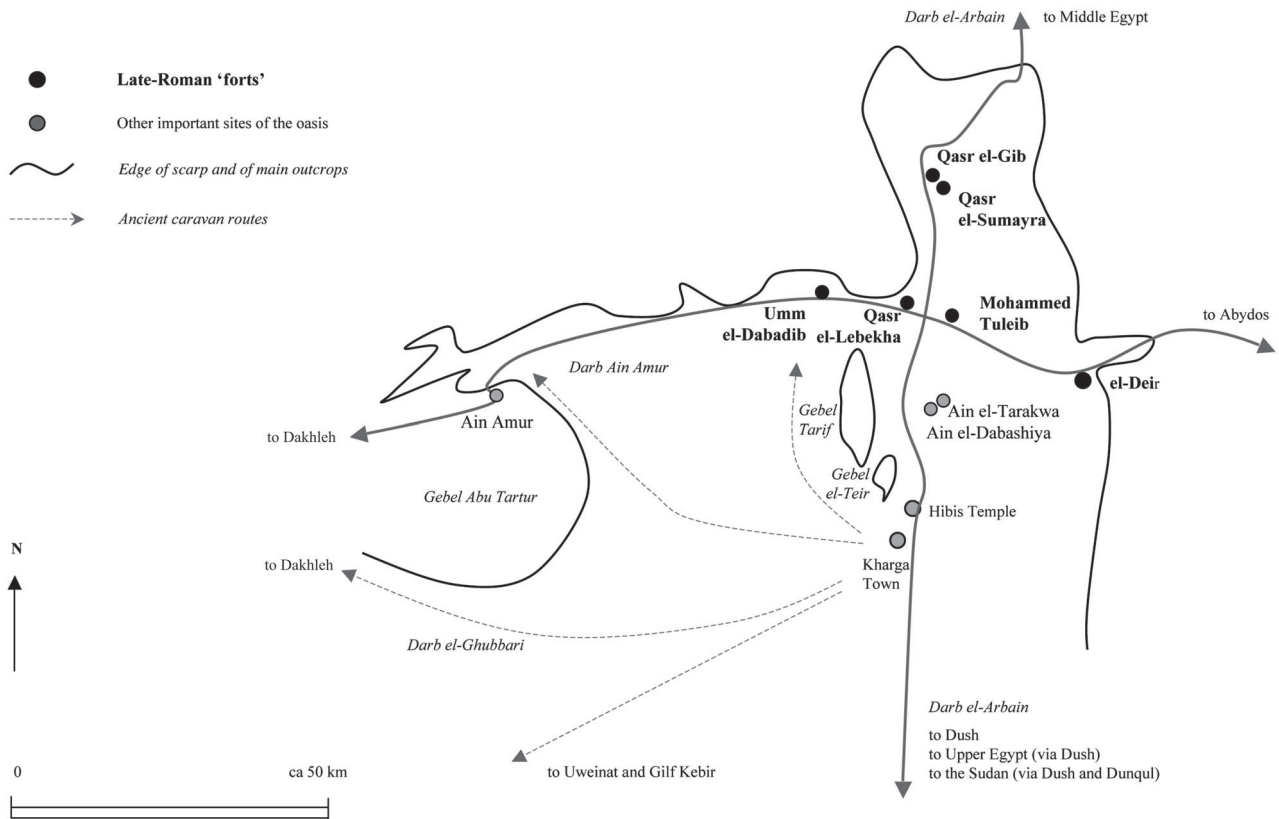 Darb el-Arbain
to Middle Egypt
Late-Roman ‘forts’
Other important sites of the oasis
Edge of scarp and of main outcrops
Ancient caravan routes
Qasr el-Gib
Qasr
el-Sumayra
Umm
el-Dabadib
Qasr
el-Lebekha
Mohammed
Tuleib
to Abydos
el-Deir
Darb Ain Amur
Ain Amur
to Dakhleh
Gebel
Tarif
Ain el-Tarakwa
Ain el-Dabashiya
Gebel
el-Teir
Gebel Abu Tartur
Hibis Temple
N
to Dakhleh
Kharga
Town
Darb el-Ghubbari
Darb el-Arbain
to Dush
to Upper Egypt (via Dush)
to the Sudan (via Dush and Dunqul)
to Uweinat and Gilf Kebir
0
ca 50 km